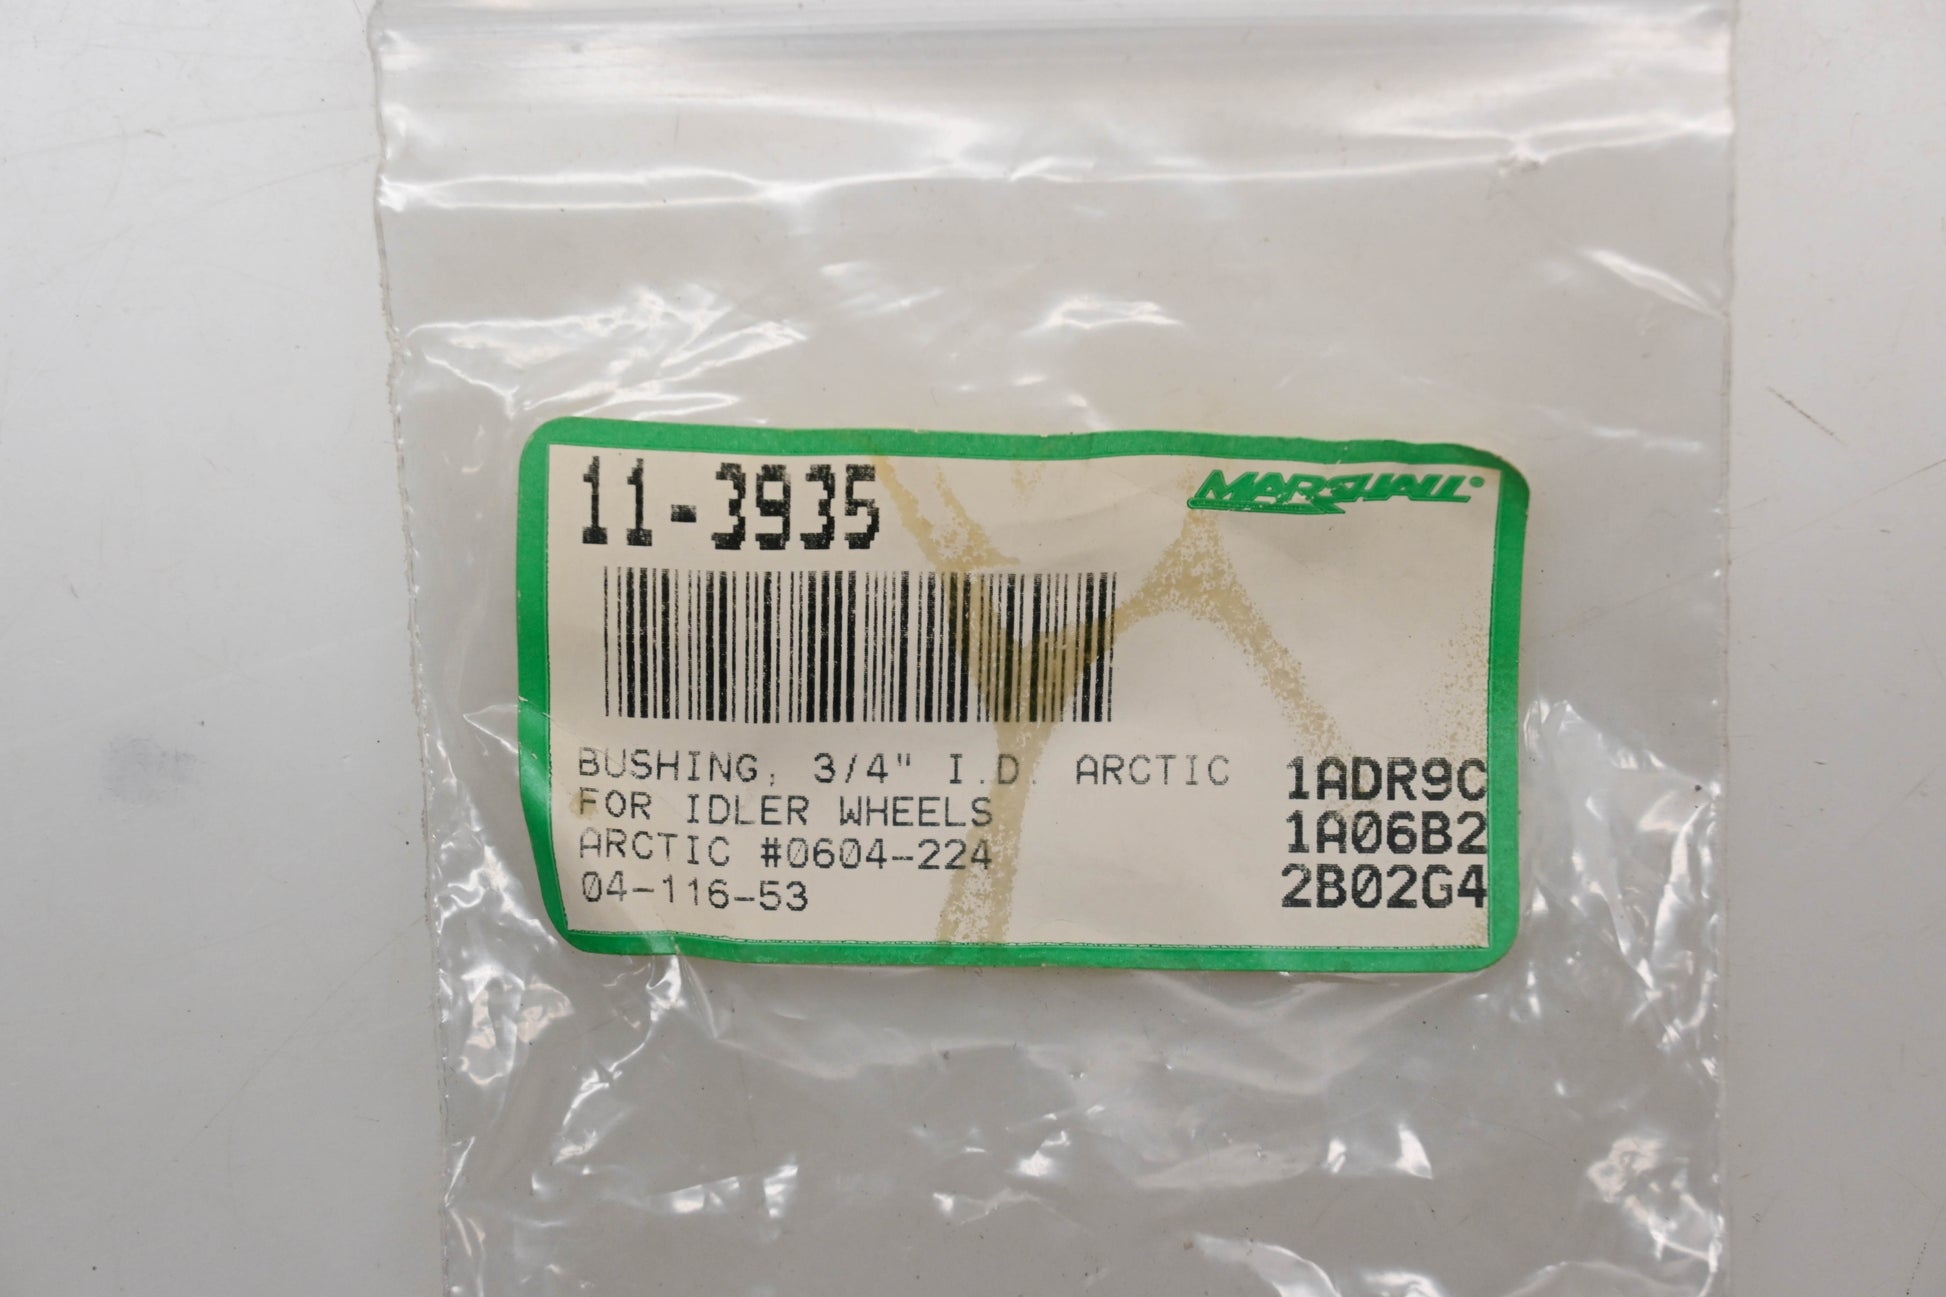 11-3935
MARSHALL
BUSHING, 3/4" I.D. ARCTIC
FOR IDLER WHEELS
ARCTIC #0604-224
04-116-53
1ADR9C
1A06B2
2B02G4